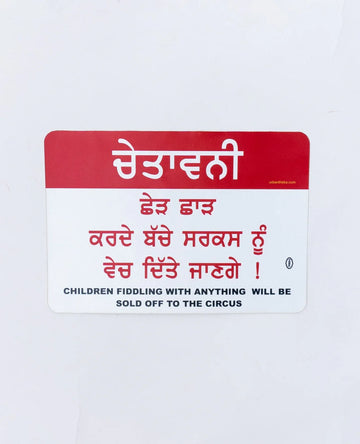 ਚੇਤਾਵਨੀ
ਛੇੜ ਛਾੜ
ਕਰਦੇ ਬੱਚੇ ਸਰਕਸ ਨੂੰ
ਵੇਚ ਦਿੱਤੇ ਜਾਣਗੇ !
CHILDREN FIDDLING WITH ANYTHING WILL BE
SOLD OFF TO THE CIRCUS